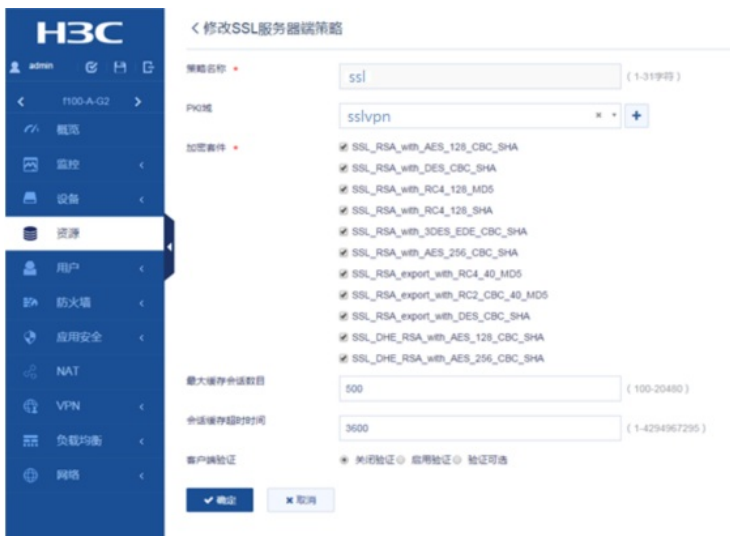 H3C
admin
f100-A-G2
概览
监控
设备
资源
用户
防火墙
应用安全
NAT
VPN
负载均衡
网络
修改SSL服务器端策略
策略名称 *
ssl
( 1-31字符 )
PKI域
sslvpn
加密套件 *
SSL_RSA_with_AES_128_CBC_SHA
SSL_RSA_with_DES_CBC_SHA
SSL_RSA_with_RC4_128_MD5
SSL_RSA_with_RC4_128_SHA
SSL_RSA_with_3DES_EDE_CBC_SHA
SSL_RSA_with_AES_256_CBC_SHA
SSL_RSA_export_with_RC4_40_MD5
SSL_RSA_export_with_RC2_CBC_40_MD5
SSL_RSA_export_with_DES_CBC_SHA
SSL_DHE_RSA_with_AES_128_CBC_SHA
SSL_DHE_RSA_with_AES_256_CBC_SHA
最大缓存会话数目
500
( 100-20480 )
会话缓存超时时间
3600
( 1-4294967295 )
客户端验证
关闭验证 启用验证 验证可选
确定
取消